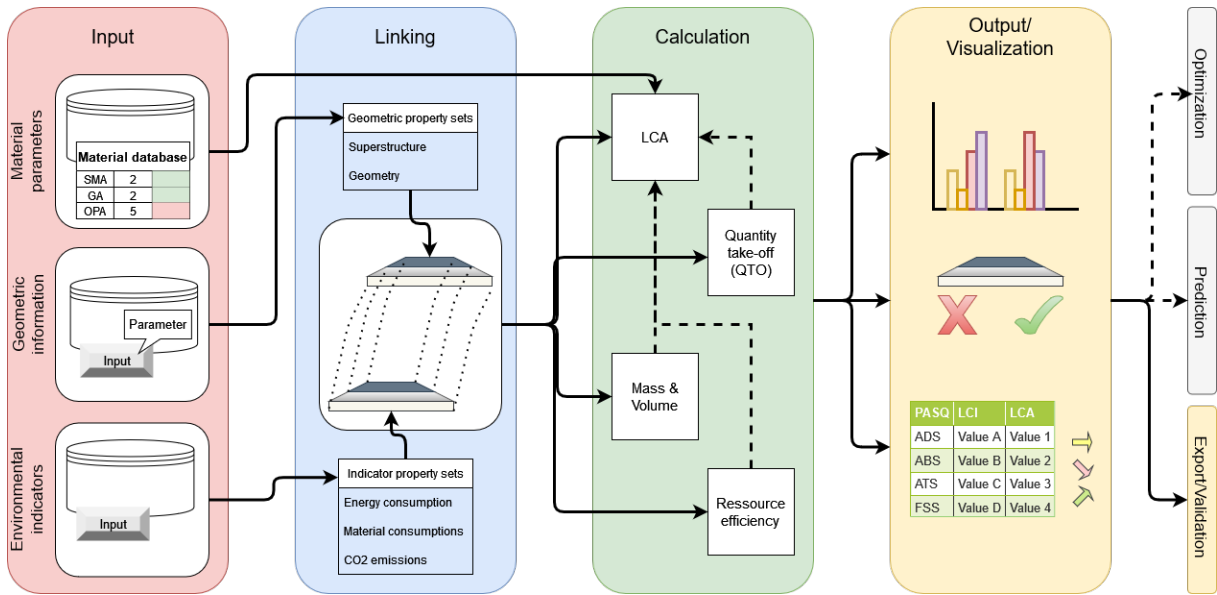 Input
Material
parameters
Material database
SMA 2
GA 2
OPA 5
Geometric
information
Parameter
Input
Environmental
indicators
Input
Linking
Geometric property sets
Superstructure
Geometry
Indicator property sets
Energy consumption
Material consumptions
CO2 emissions
Calculation
LCA
Quantity
take-off
(QTO)
Mass &
Volume
Ressource
efficiency
Output/
Visualization
PASQ LCI LCA
ADS Value A Value 1
ABS Value B Value 2
ATS Value C Value 3
FSS Value D Value 4
Optimization
Prediction
Export/Validation